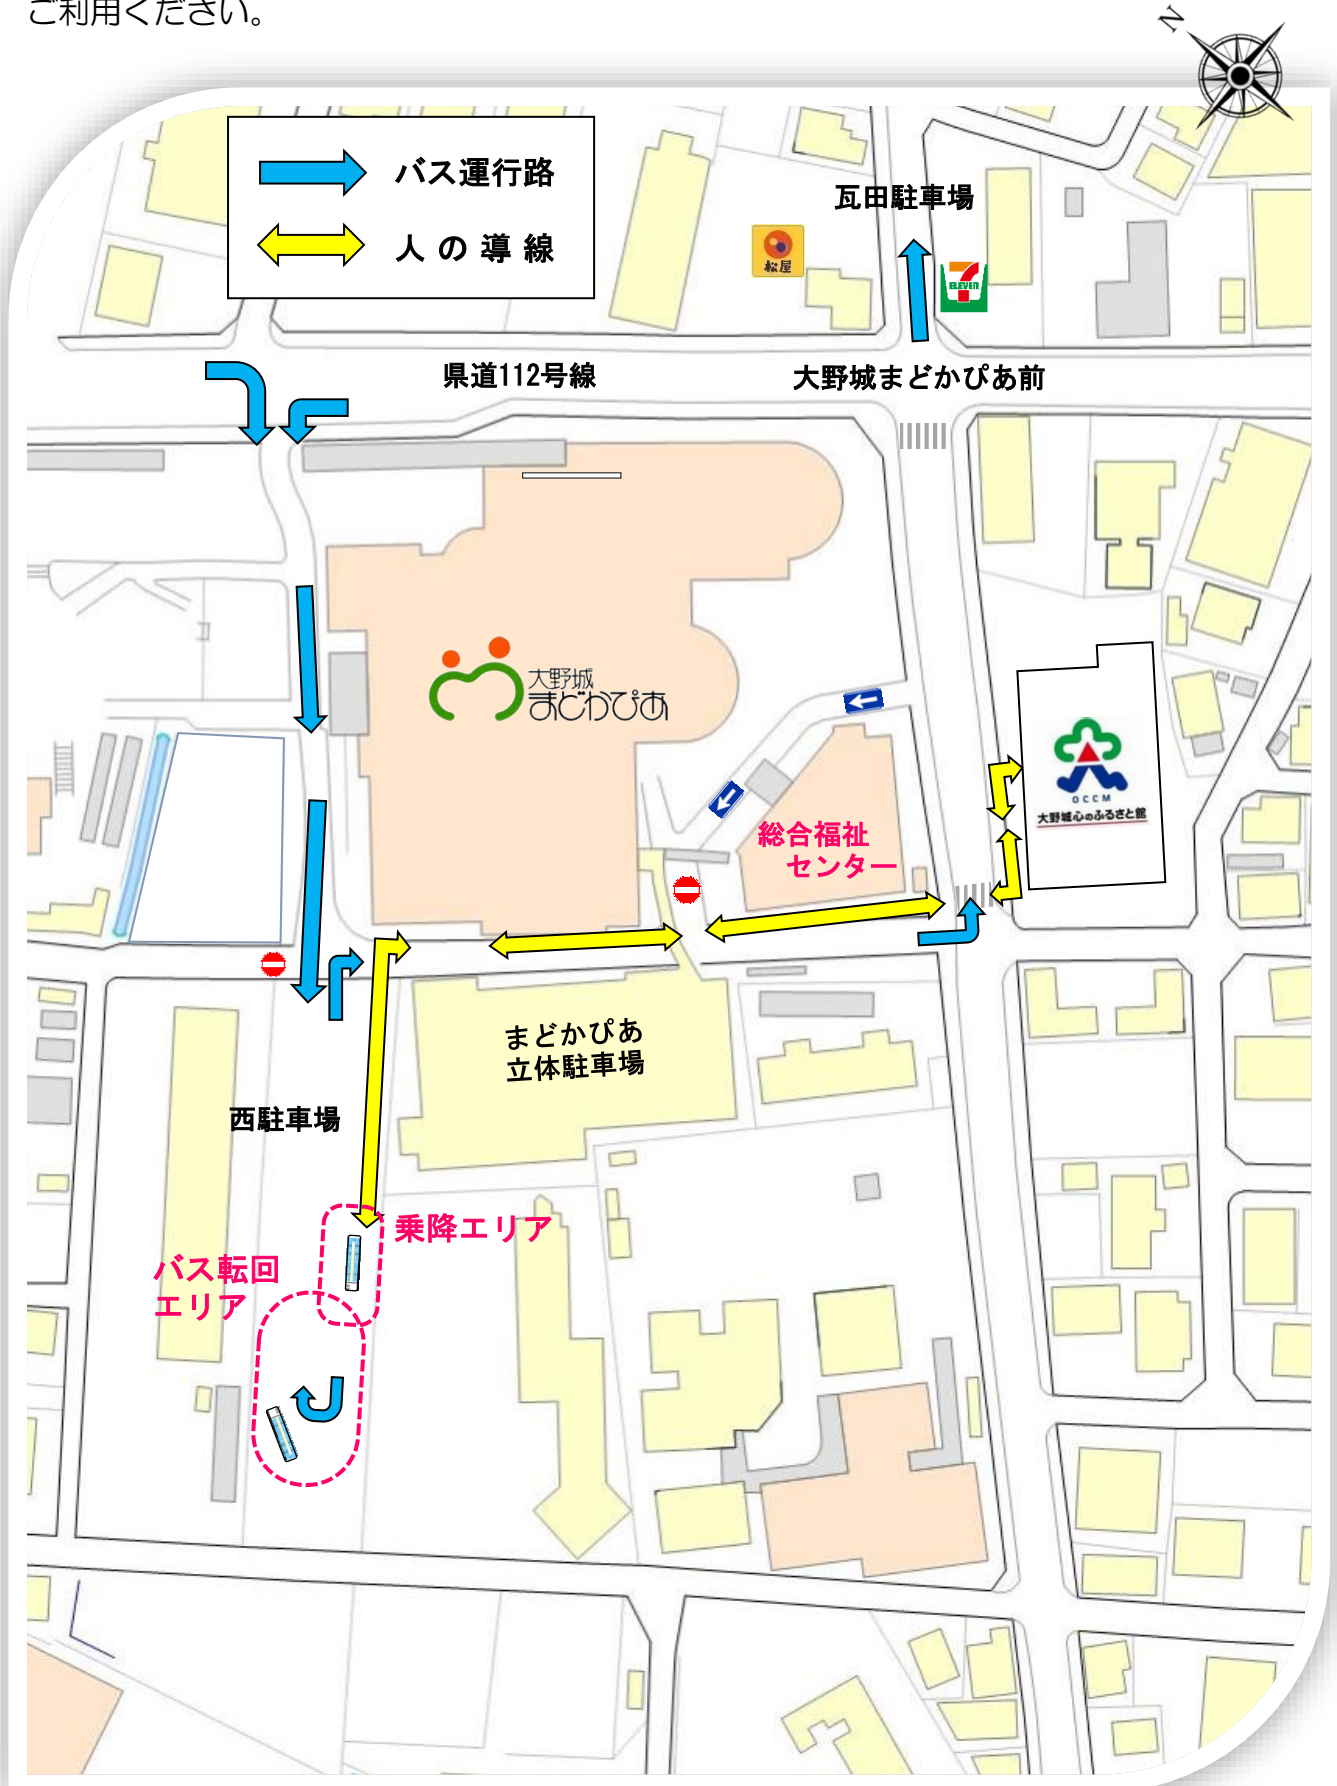 ご利用ください。
N
バス運行路
人の導線
瓦田駐車場
松屋
7
ELEVEn
県道112号線
大野城まどかぴあ前
大野城
まどかぴあ
OCCM
大野城心のふるさと館
総合福祉
センター
まどかぴあ
立体駐車場
西駐車場
乗降エリア
バス転回
エリア